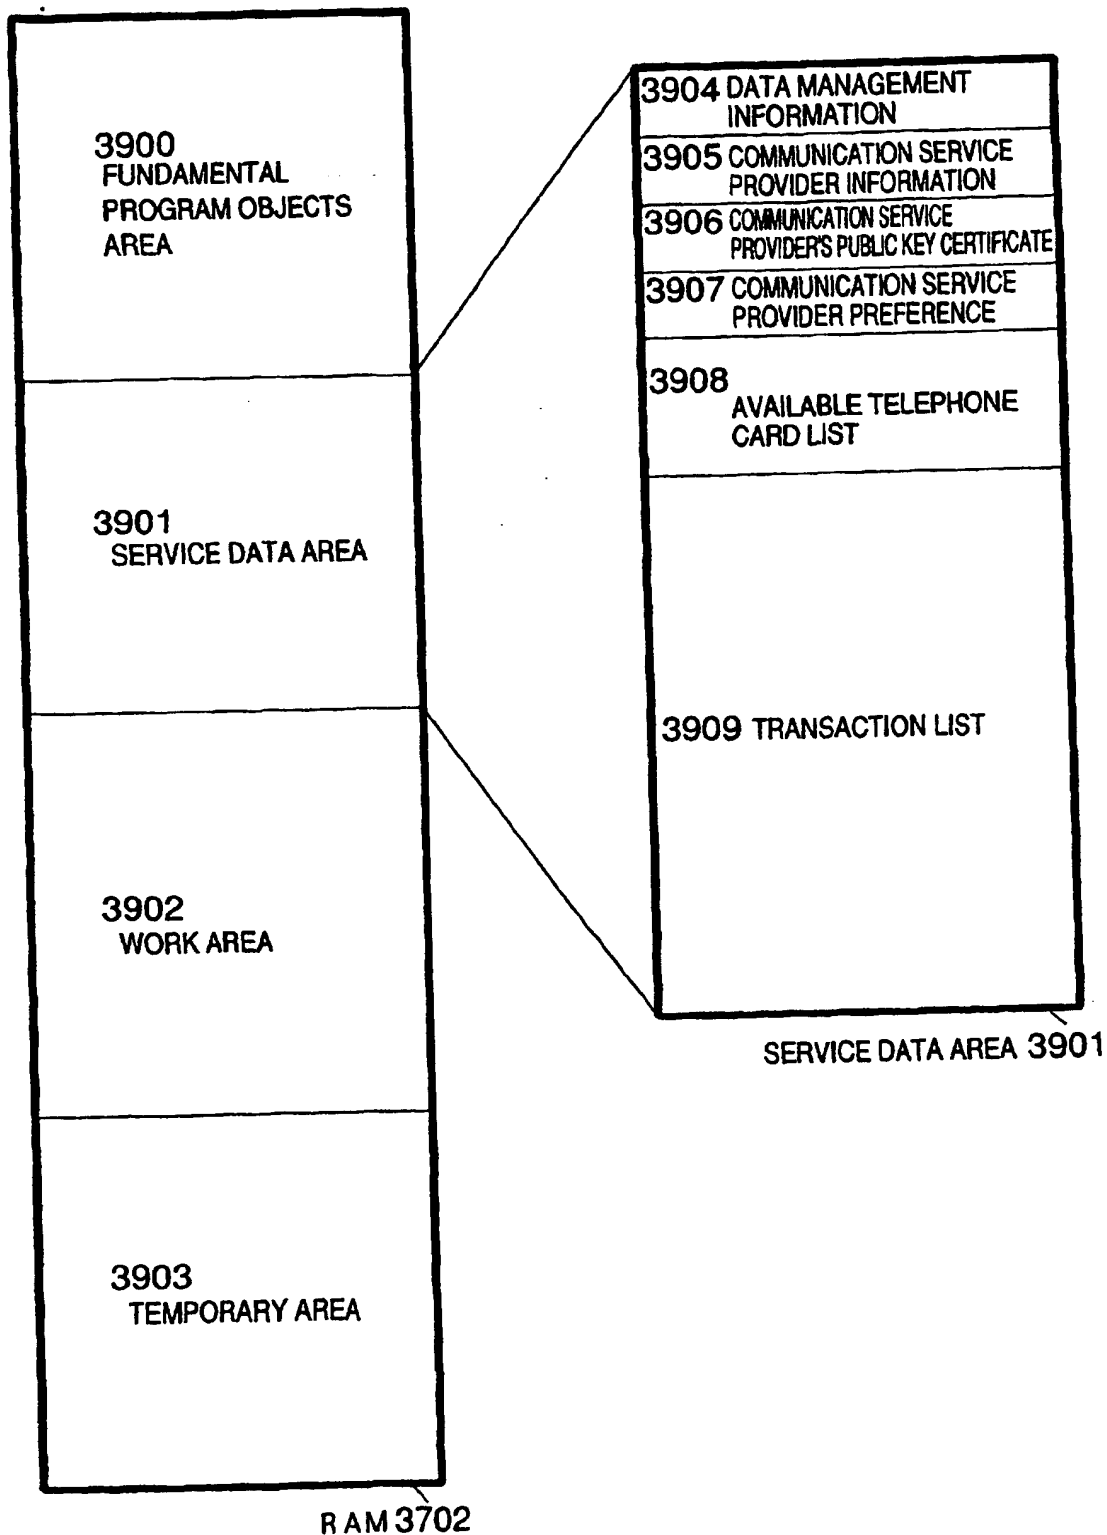 3900
FUNDAMENTAL
PROGRAM OBJECTS
AREA
3901
SERVICE DATA AREA
3902
WORK AREA
3903
TEMPORARY AREA
RAM 3702
3904 DATA MANAGEMENT
INFORMATION
3905 COMMUNICATION SERVICE
PROVIDER INFORMATION
3906 COMMUNICATION SERVICE
PROVIDER'S PUBLIC KEY CERTIFICATE
3907 COMMUNICATION SERVICE
PROVIDER PREFERENCE
3908
AVAILABLE TELEPHONE
CARD LIST
3909 TRANSACTION LIST
SERVICE DATA AREA 3901